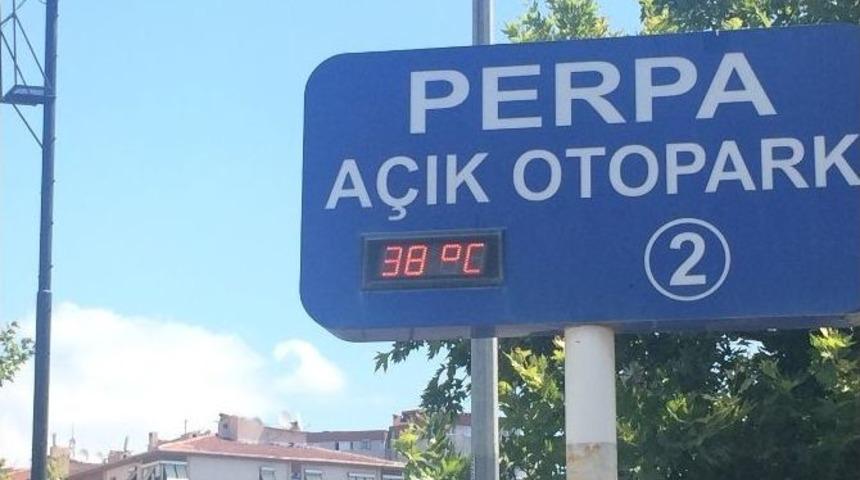 PERPA
AÇIK OTOPARK
38 °C
2